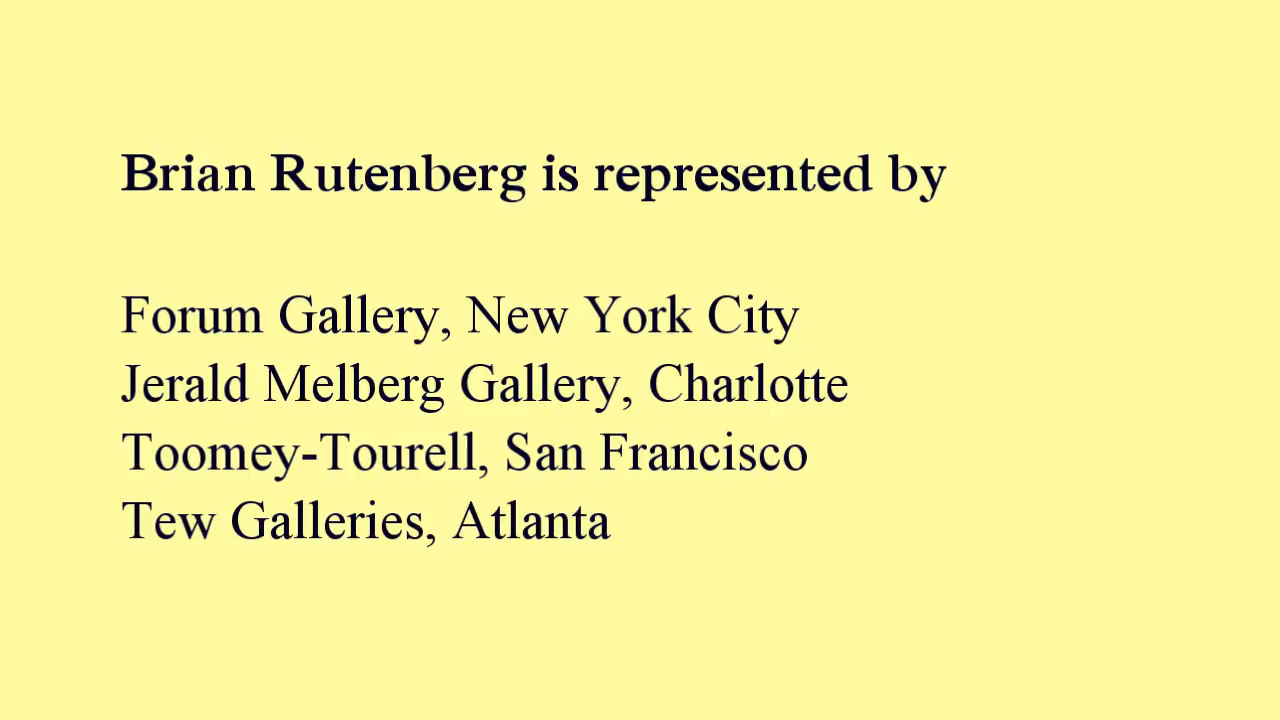 Brian Rutenberg is represented by
Forum Gallery, New York City
Jerald Melberg Gallery, Charlotte
Toomey-Tourell, San Francisco
Tew Galleries, Atlanta